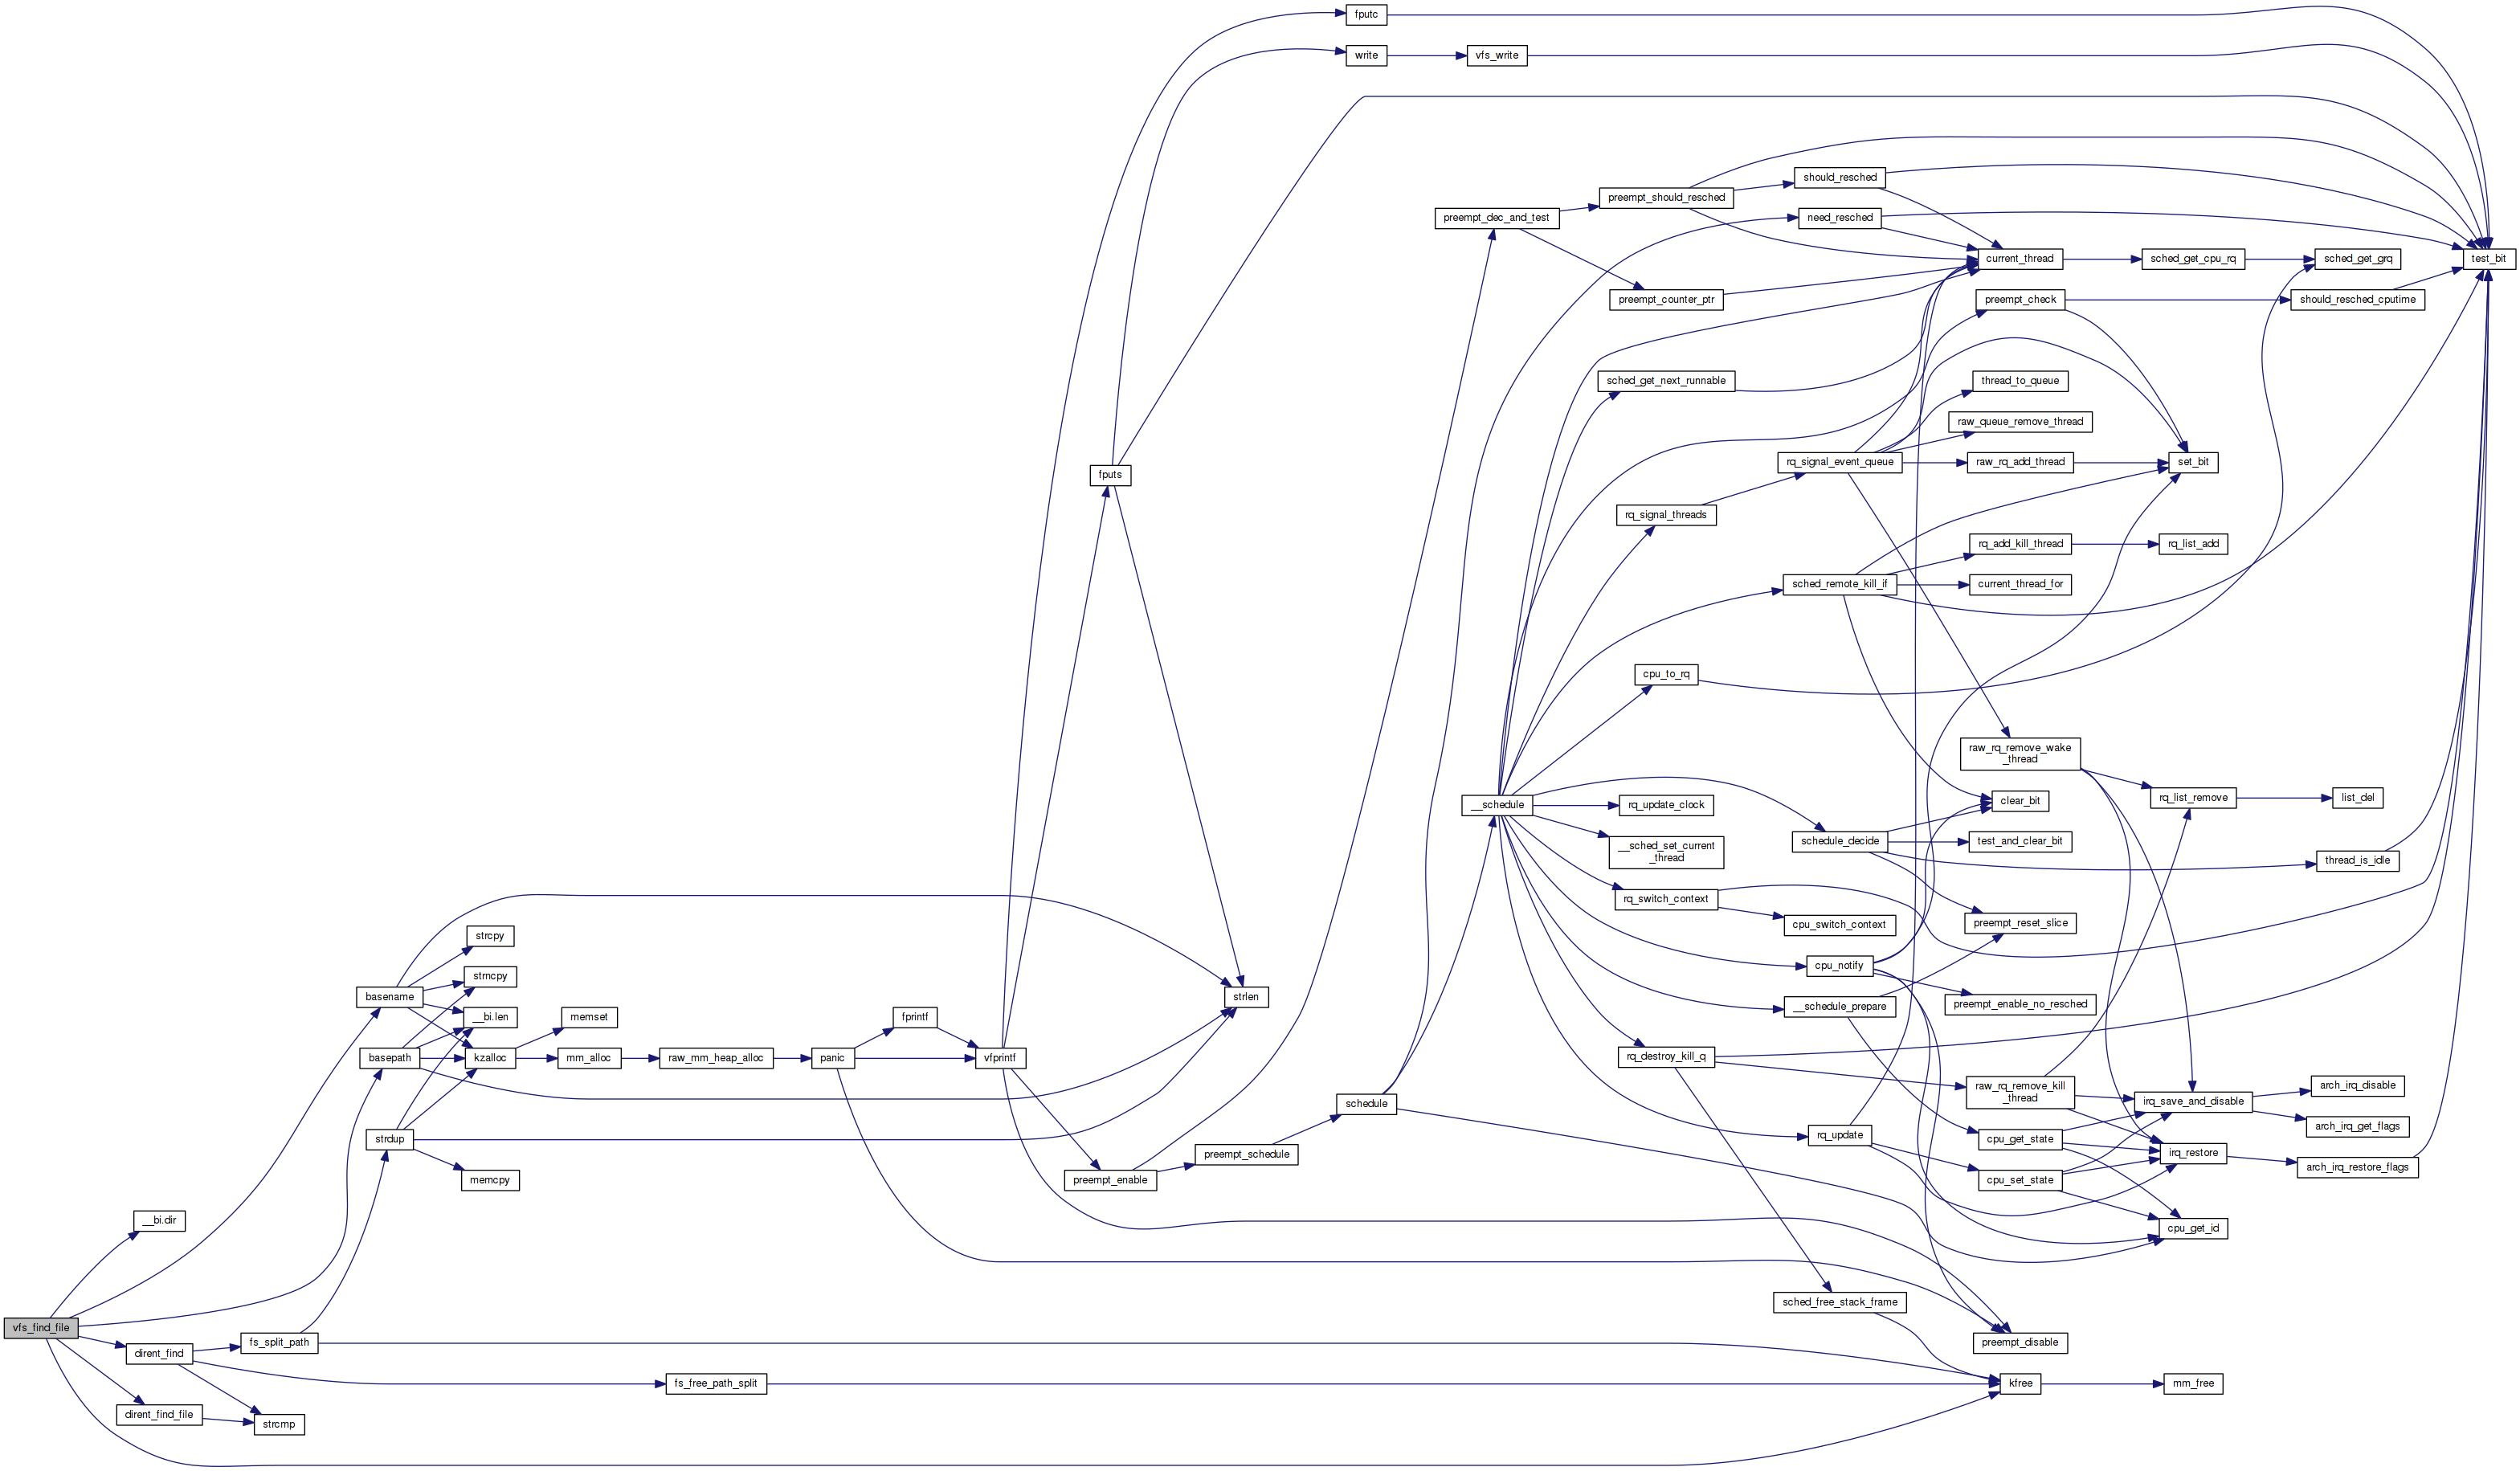 fputc
write
vfs_write
should_resched
preempt_should_resched
preempt_dec_and_test
need_resched
current_thread
sched_get_cpu_rq
sched_get_grq
test_bit
preempt_counter_ptr
preempt_check
should_resched_cputime
sched_get_next_runnable
thread_to_queue
raw_queue_remove_thread
fputs
rq_signal_event_queue
raw_rq_add_thread
set_bit
rq_signal_threads
rq_add_kill_thread
rq_list_add
sched_remote_kill_if
current_thread_for
cpu_to_rq
raw_rq_remove_wake
_thread
__schedule
rq_update_clock
clear_bit
rq_list_remove
list_del
__sched_set_current
_thread
schedule_decide
test_and_clear_bit
thread_is_idle
rq_switch_context
cpu_switch_context
preempt_reset_slice
strcpy
strncpy
cpu_notify
basename
strlen
__schedule_prepare
preempt_enable_no_resched
__bi.len
memset
fprintf
basepath
kzalloc
mm_alloc
raw_mm_heap_alloc
panic
vfprintf
rq_destroy_kill_q
raw_rq_remove_kill
_thread
arch_irq_disable
schedule
irq_save_and_disable
arch_irq_get_flags
strdup
rq_update
cpu_get_state
irq_restore
preempt_schedule
arch_irq_restore_flags
memcpy
preempt_enable
cpu_set_state
__bi.dir
cpu_get_id
sched_free_stack_frame
vfs_find_file
fs_split_path
preempt_disable
dirent_find
fs_free_path_split
kfree
mm_free
dirent_find_file
strcmp